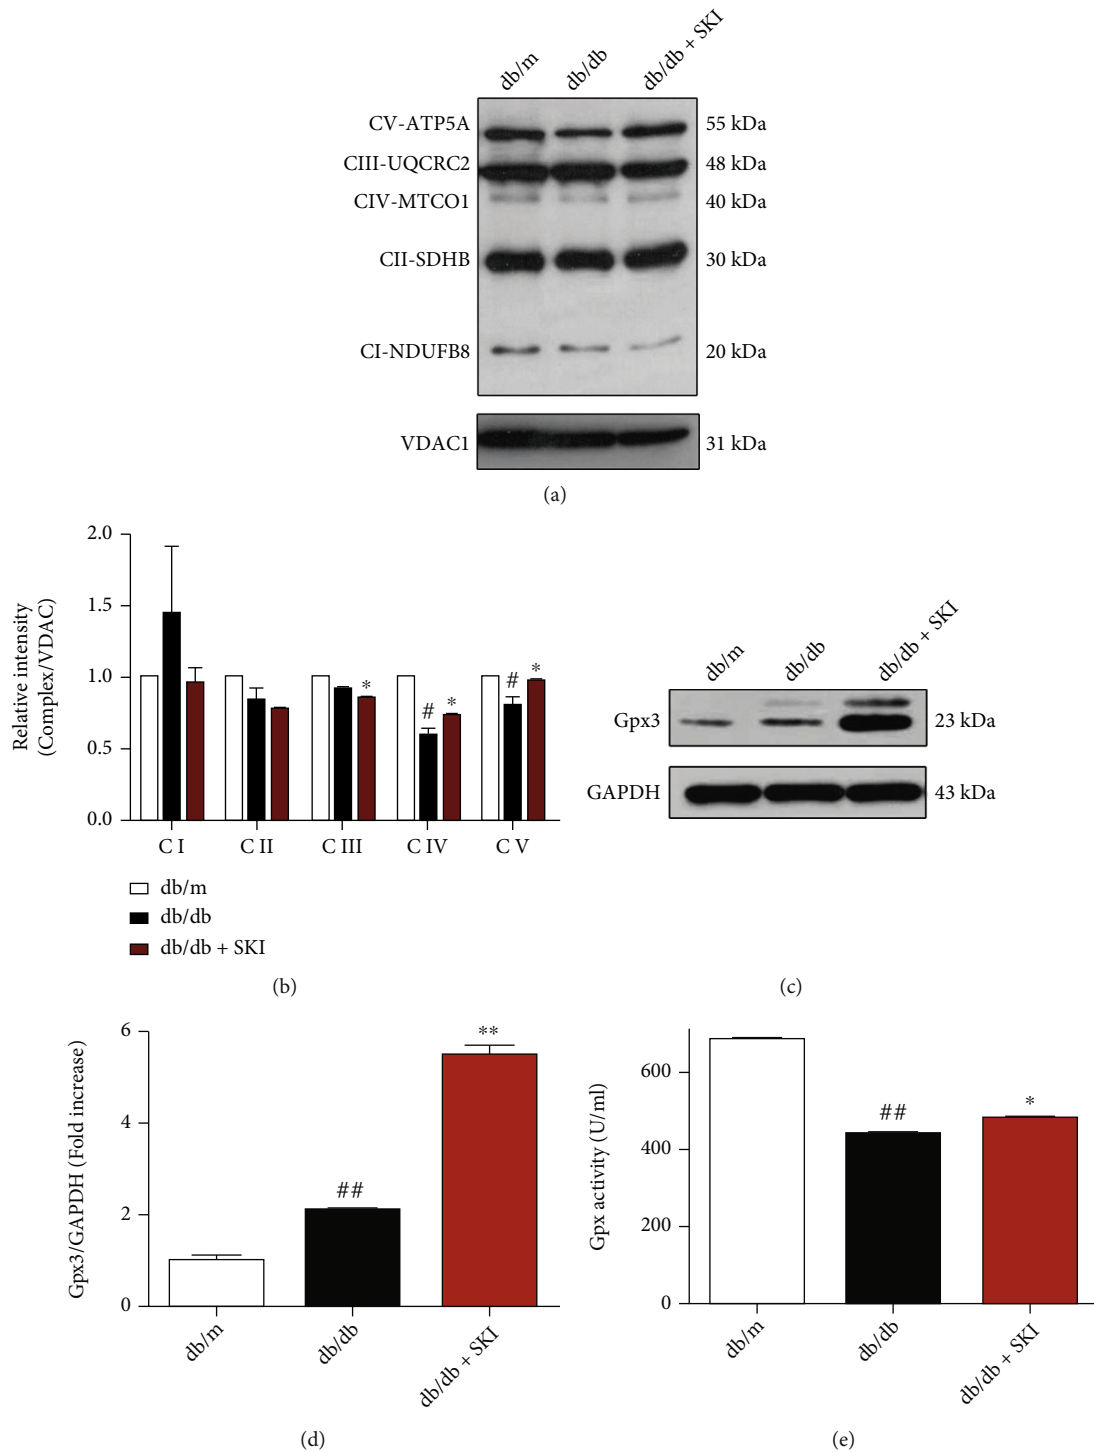 db/m
db/db
db/db + SKI
CV-ATP5A
55 kDa
CIII-UQCRC2
48 kDa
CIV-MTCO1
40 kDa
CII-SDHB
30 kDa
CI-NDUFB8
20 kDa
VDAC1
31 kDa
(a)
Relative intensity
(Complex/VDAC)
2.0
1.5
1.0
0.5
0.0
*
#
*
#
*
C I
C II
C III
C IV
C V
db/m
db/db
db/db + SKI
(b)
db/m
db/db
db/db + SKI
Gpx3
23 kDa
GAPDH
43 kDa
(c)
Gpx3/GAPDH (Fold increase)
6
4
2
0
##
**
db/m
db/db
db/db + SKI
(d)
Gpx activity (U/ml)
600
400
200
0
##
*
db/m
db/db
db/db + SKI
(e)